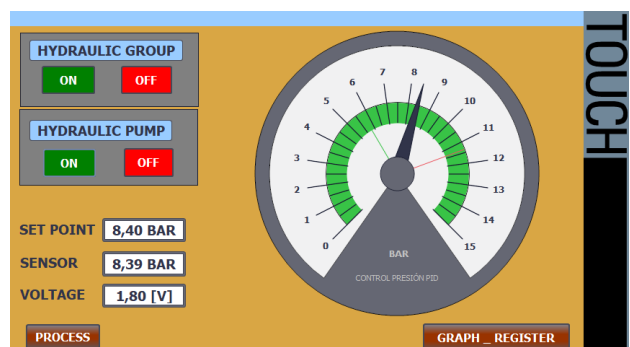 HYDRAULIC GROUP
ON OFF
HYDRAULIC PUMP
ON OFF
SET POINT 8,40 BAR
SENSOR 8,39 BAR
VOLTAGE 1,80 [V]
PROCESS
0
1
2
3
4
5
6
7
8
9
10
11
12
13
14
15
BAR
CONTROL PRESIÓN PID
GRAPH _ REGISTER
TOUCH